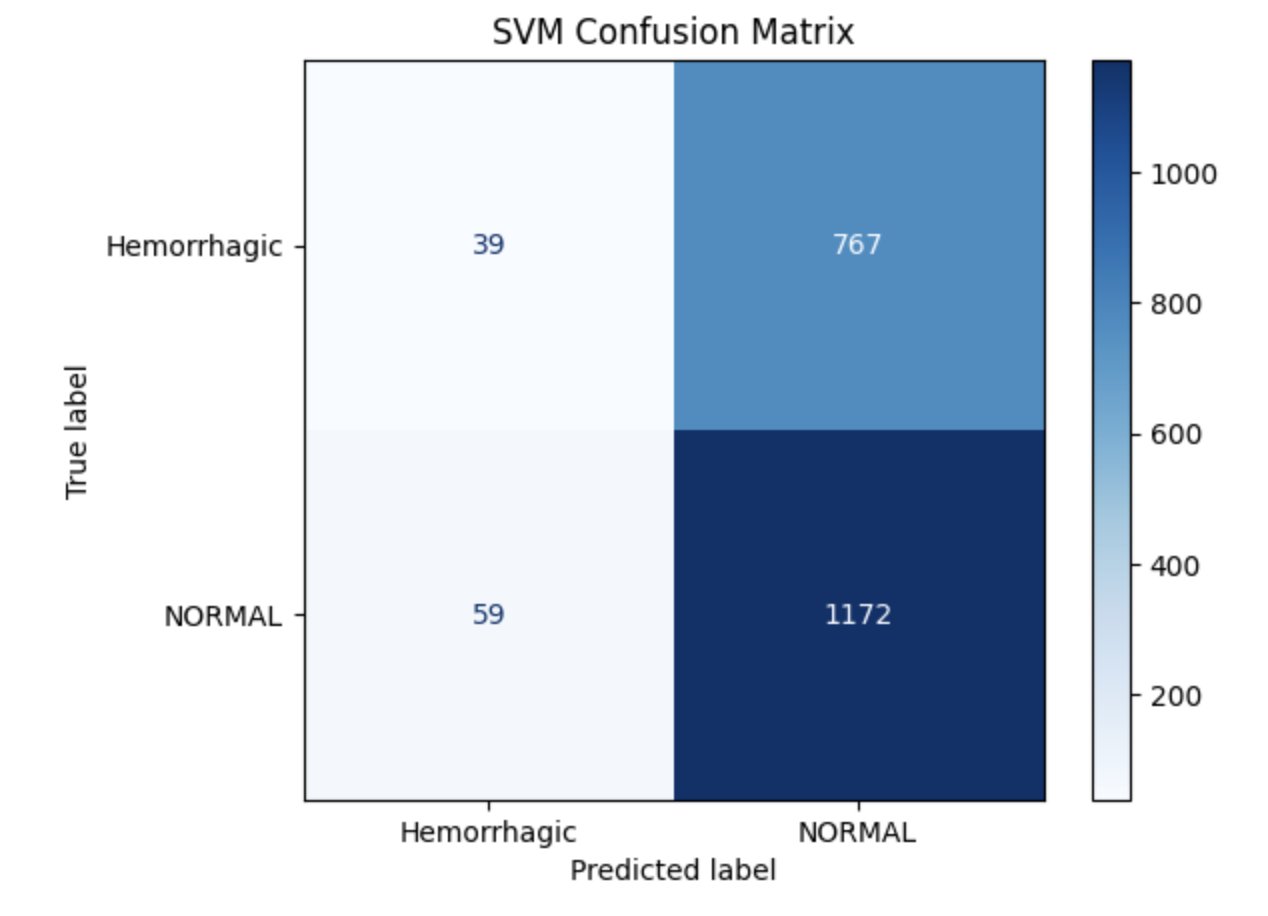 SVM Confusion Matrix
Hemorrhagic
39
767
NORMAL
59
1172
True label
Hemorrhagic
NORMAL
Predicted label
1000
800
600
400
200